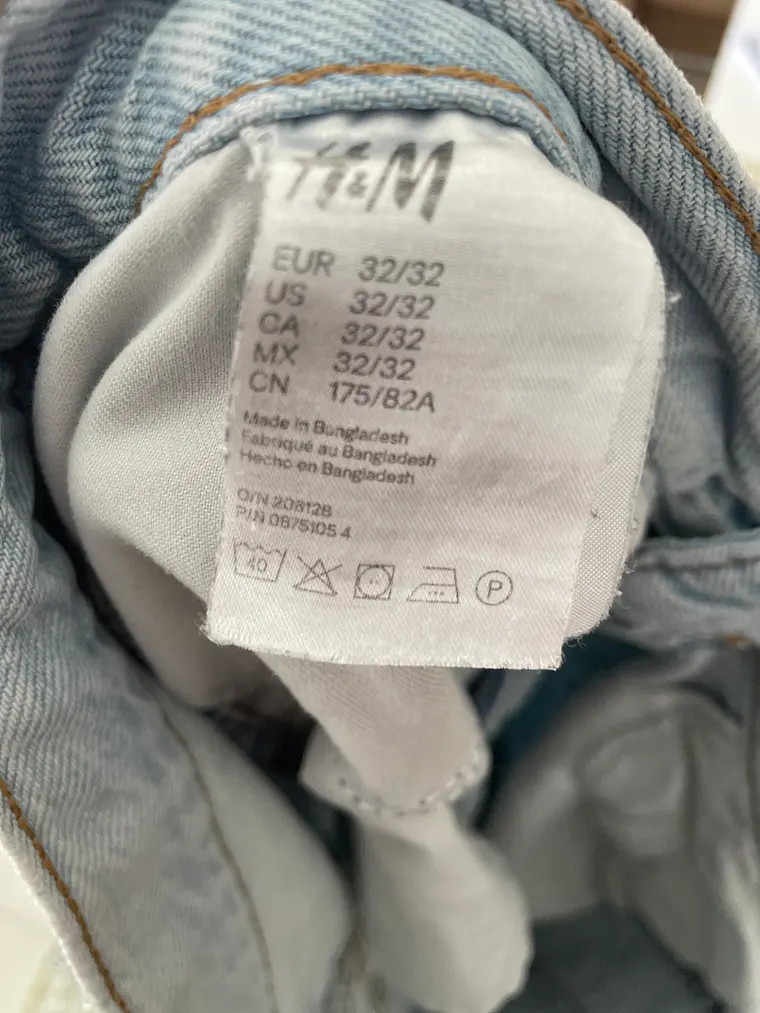 H&M
EUR 32/32
US 32/32
CA 32/32
MX 32/32
CN 175/82A
Made in Bangladesh
Fabriqué au Bangladesh
Hecho en Bangladesh
O/N 208128
P/N 0875105 4
40
P